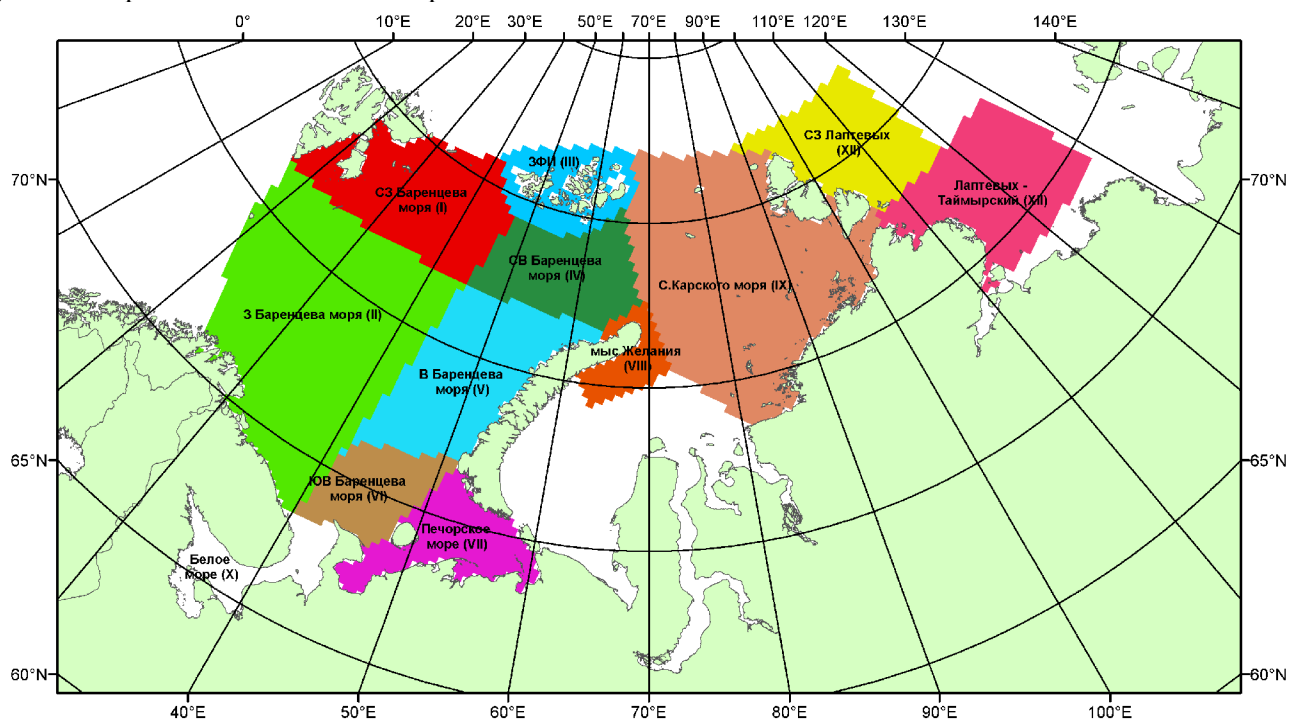 0° 10°E 20°E 30°E 50°E 70°E 90°E 110°E 120°E 130°E 140°E
СЗ Лаптевых
(XII)
ЗФИ (III)
70°N
70°N
СЗ Баренцева
моря (I)
Лаптевых -
Таймырский (XII)
СВ Баренцева
моря (IV)
С.Карского моря (IX)
З Баренцева моря (II)
мыс Желания
(VIII)
В Баренцева
моря (V)
65°N
65°N
ЮВ Баренцева
моря (VI)
Печорское
море (VII)
Белое
море (X)
60°N
60°N
40°E 50°E 60°E 70°E 80°E 90°E 100°E